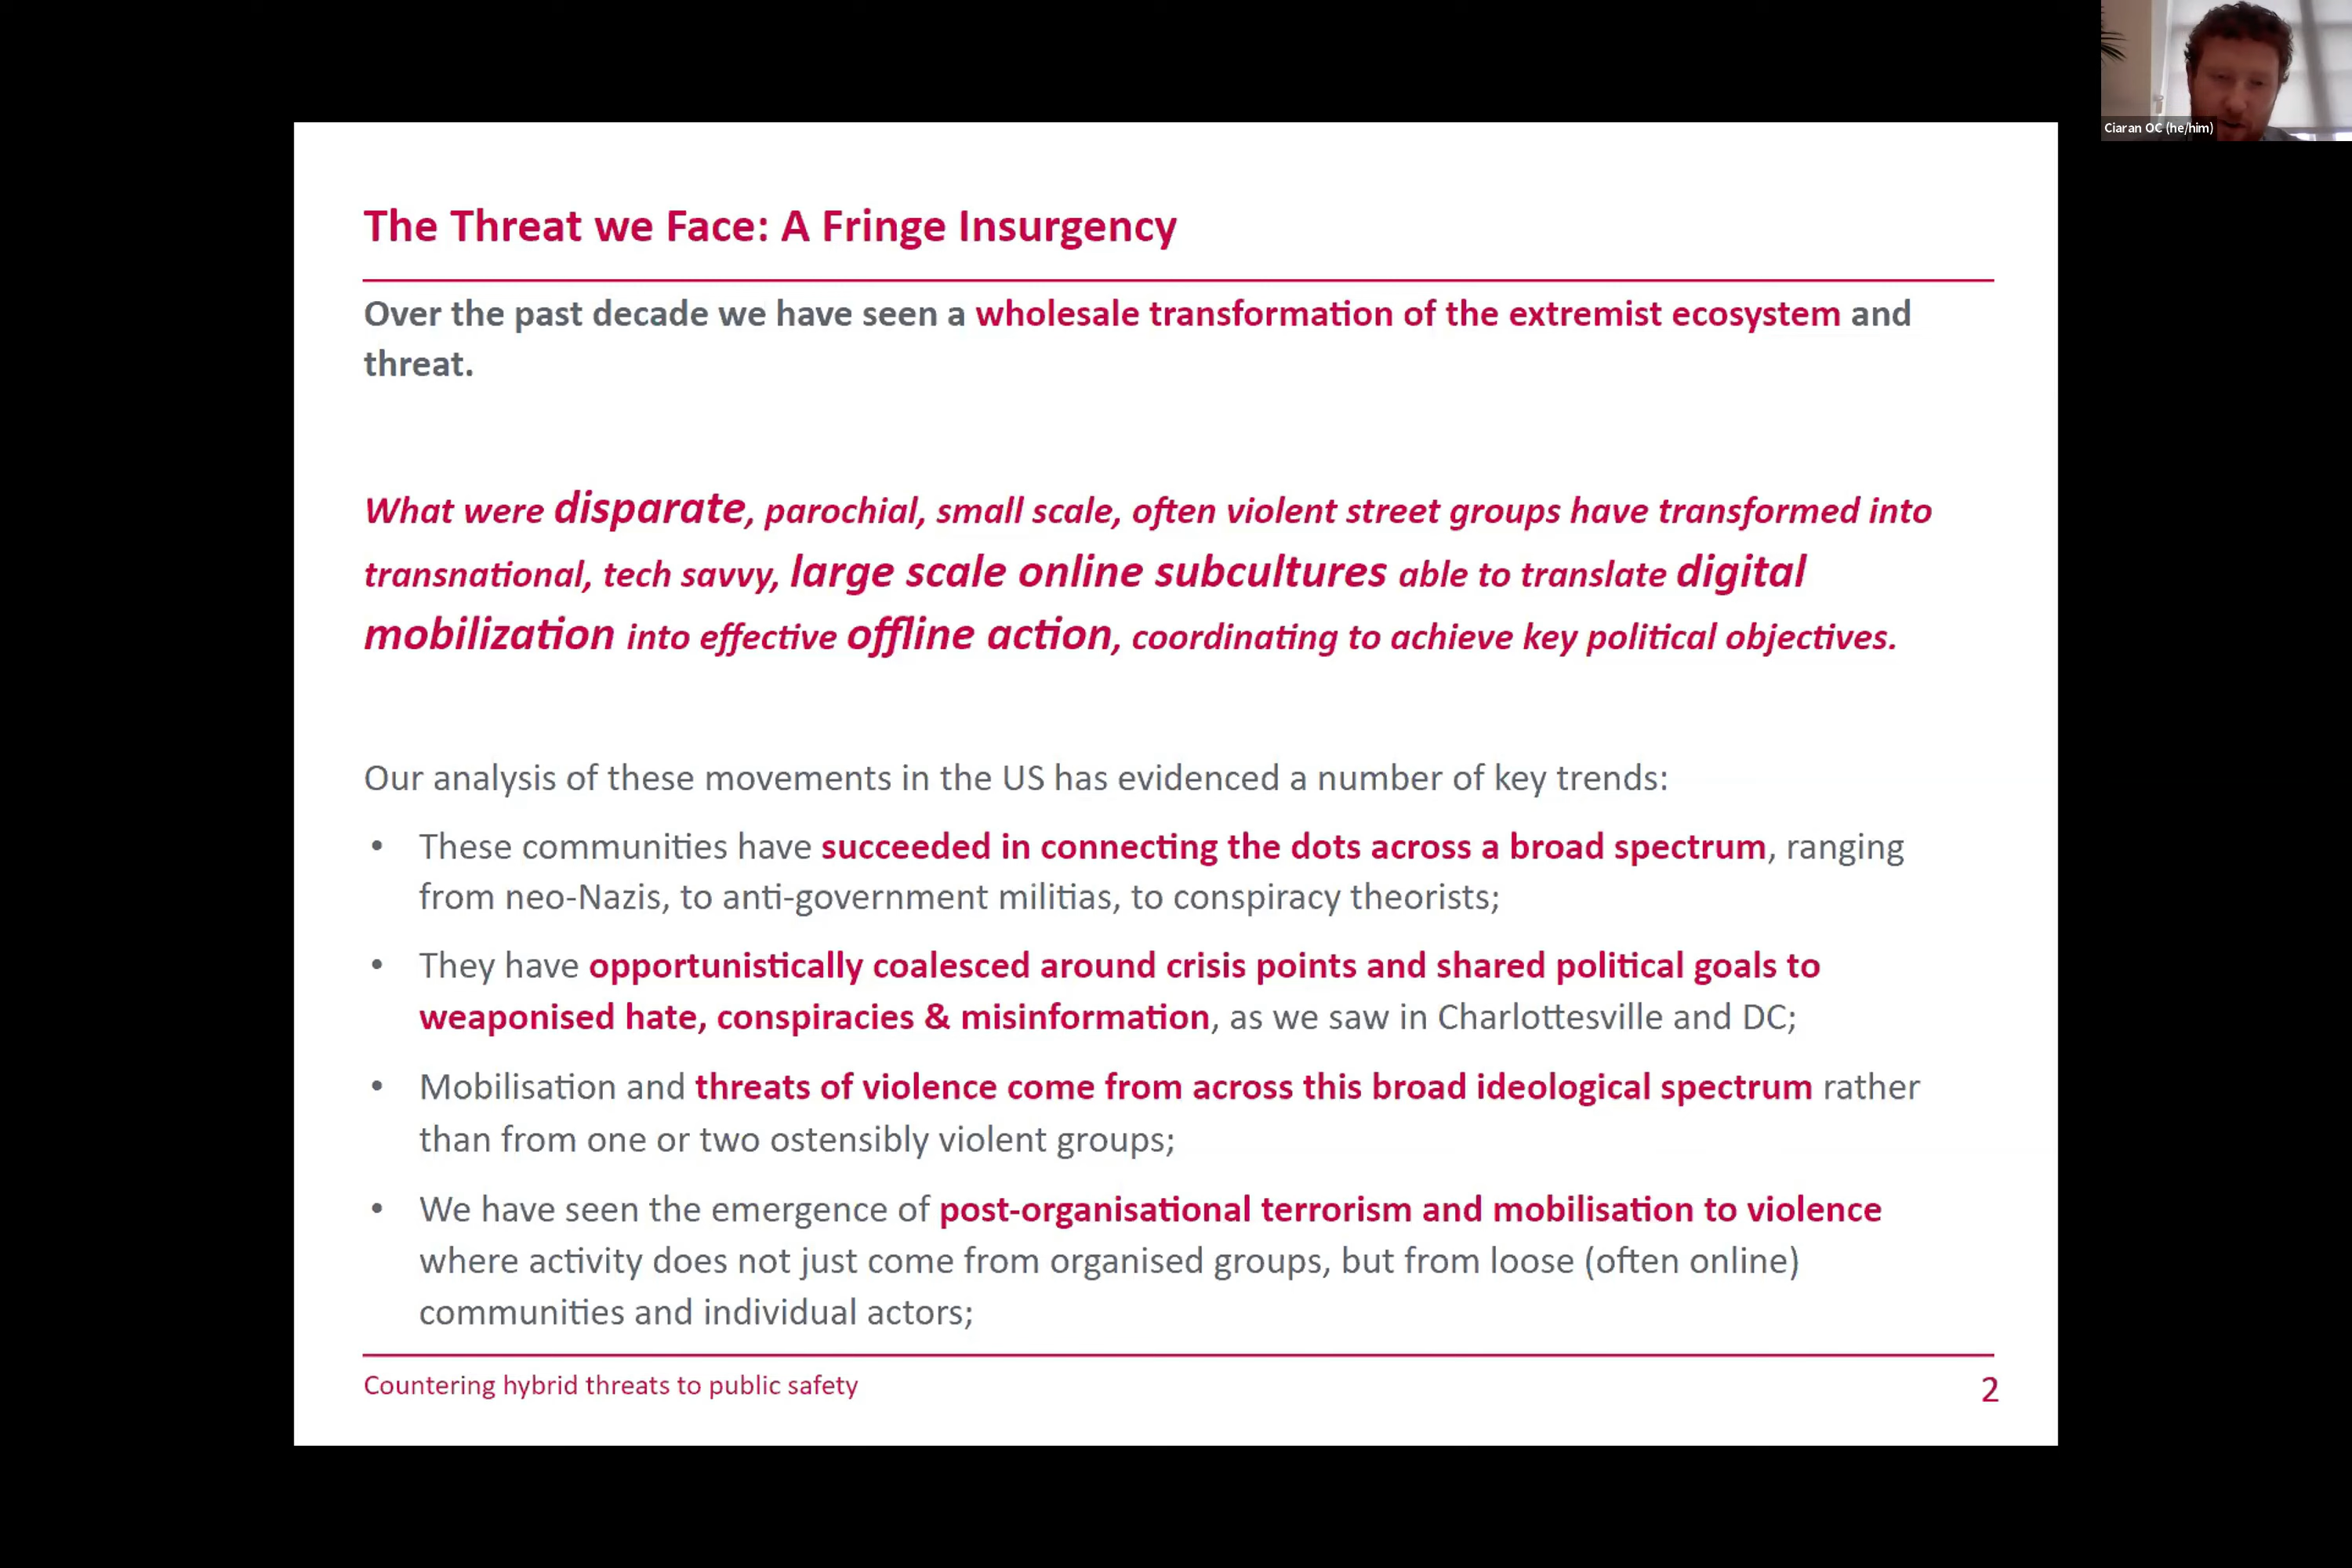 Ciaran OC (he/him)
The Threat we Face: A Fringe Insurgency
Over the past decade we have seen a wholesale transformation of the extremist ecosystem and
threat.
What were disparate, parochial, small scale, often violent street groups have transformed into
transnational, tech savvy, large scale online subcultures able to translate digital
mobilization into effective offline action, coordinating to achieve key political objectives.
Our analysis of these movements in the US has evidenced a number of key trends:
• These communities have succeeded in connecting the dots across a broad spectrum, ranging
from neo-Nazis, to anti-government militias, to conspiracy theorists;
• They have opportunistically coalesced around crisis points and shared political goals to
weaponised hate, conspiracies & misinformation, as we saw in Charlottesville and DC;
• Mobilisation and threats of violence come from across this broad ideological spectrum rather
than from one or two ostensibly violent groups;
• We have seen the emergence of post-organisational terrorism and mobilisation to violence
where activity does not just come from organised groups, but from loose (often online)
communities and individual actors;
Countering hybrid threats to public safety
2